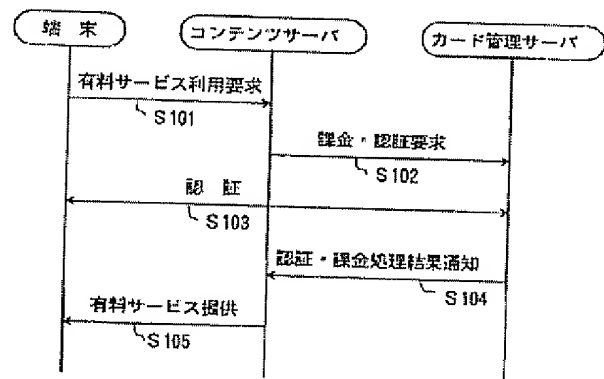 端末
コンテンツサーバ
カード管理サーバ
有料サービス利用要求
S101
課金・認証要求
S102
認証
S103
認証・課金処理結果通知
S104
有料サービス提供
S105